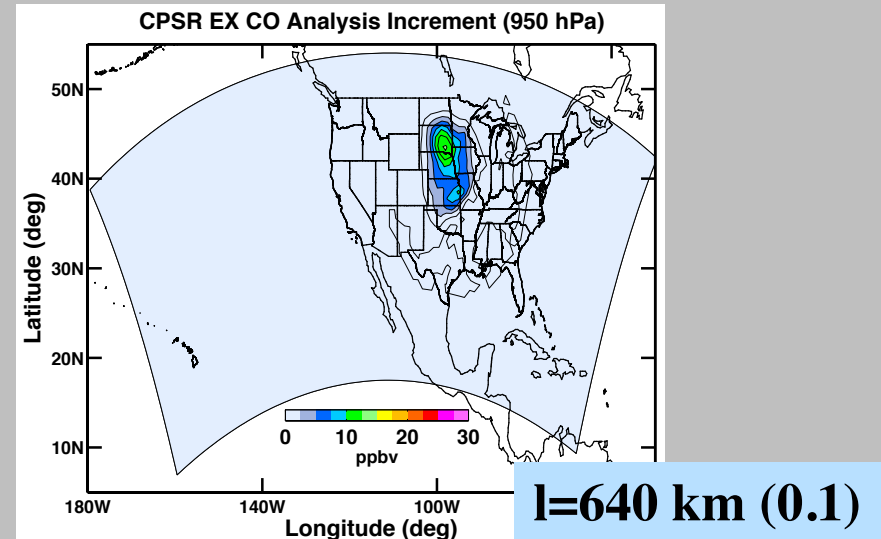 CPSR EX CO Analysis Increment (950 hPa)
50N
40N
30N
20N
10N
Latitude (deg)
0 10 20 30
ppbv
180W 140W 100W
Longitude (deg)
l=640 km (0.1)